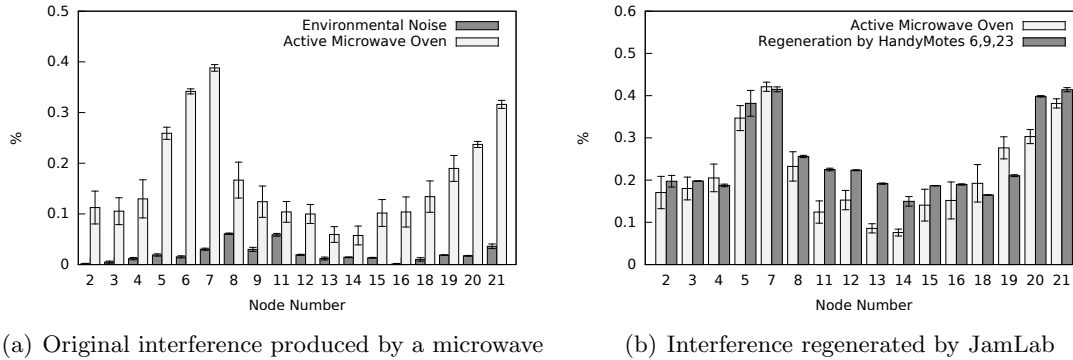 0.5
0.4
0.3
0.2
0.1
0
%
Environmental Noise
Active Microwave Oven
2 3 4 5 6 7 8 9 11 12 13 14 15 16 18 19 20 21
Node Number
(a) Original interference produced by a microwave
0.6
0.5
0.4
0.3
0.2
0.1
0
%
Active Microwave Oven
Regeneration by HandyMotes 6,9,23
2 3 4 5 7 8 11 12 13 14 15 16 18 19 20 21
Node Number
(b) Interference regenerated by JamLab